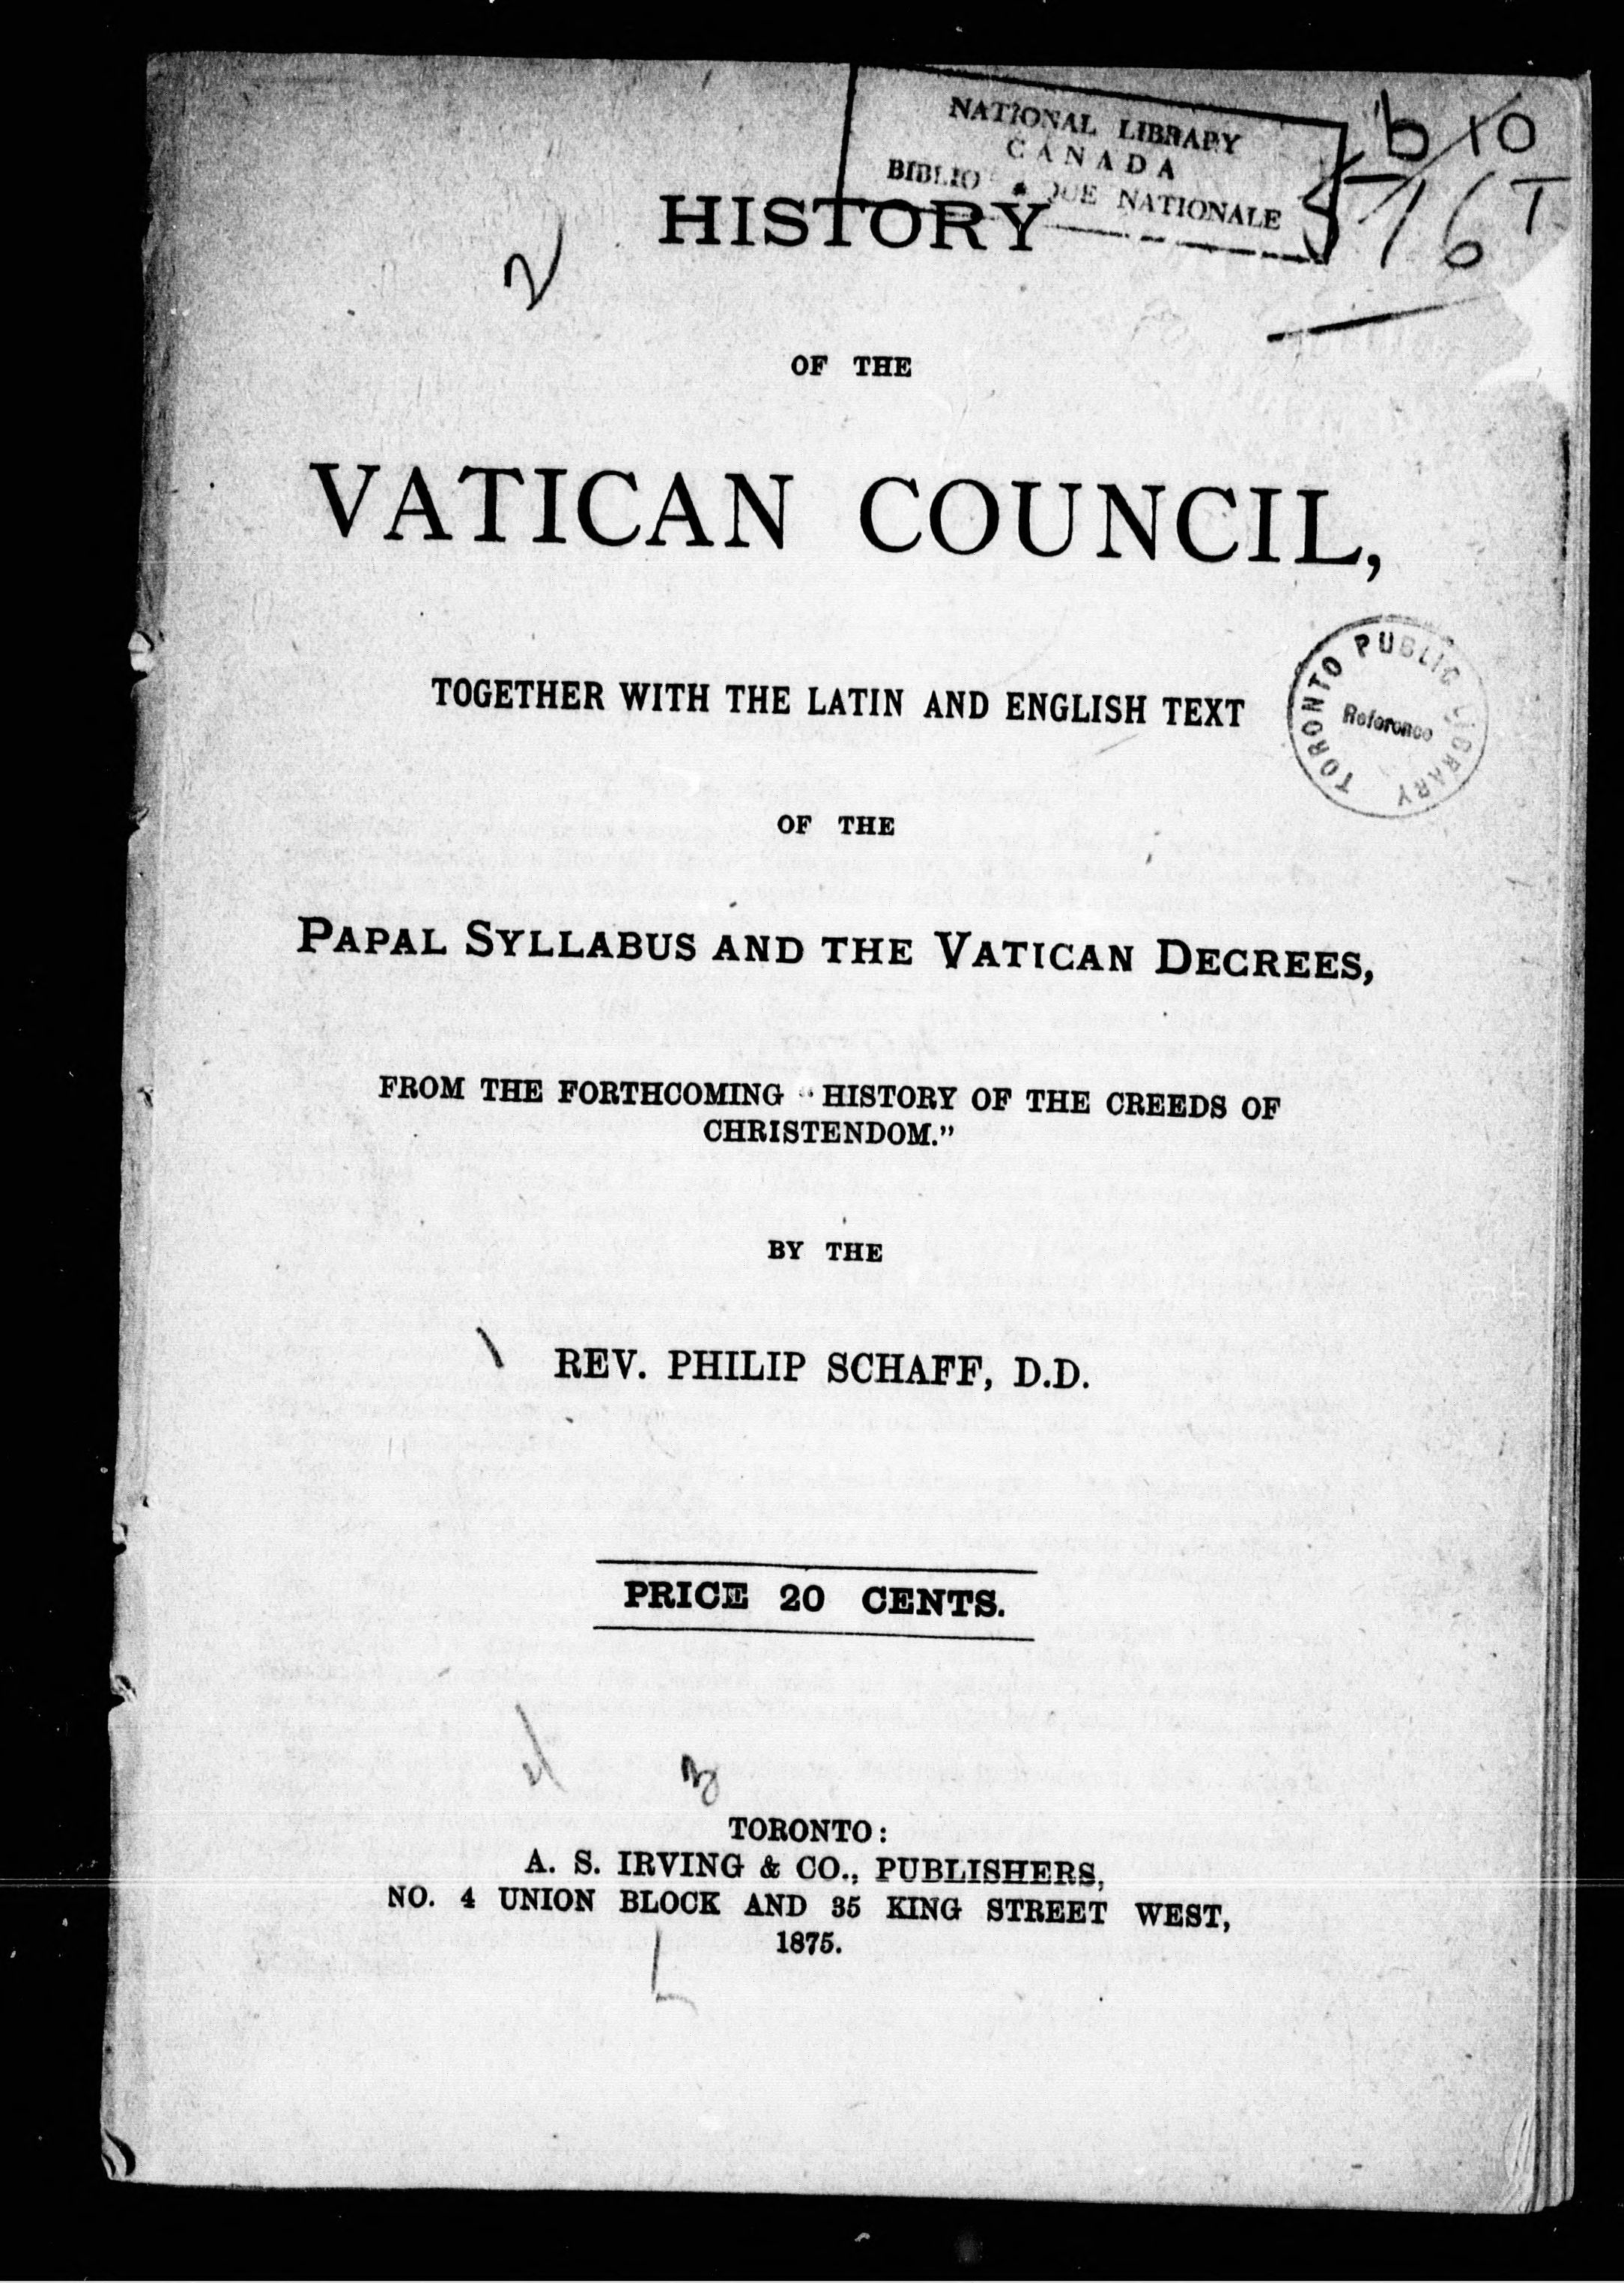 NATIONAL LIBRARY
CANADA
NATIONALE
HISTORY
OF THE
VATICAN COUNCIL,
TOGETHER WITH THE LATIN AND ENGLISH TEXT
TORONTO PUBLIC LIBRARY
Reference
OF THE
PAPAL SYLLABUS AND THE VATICAN DECREES,
FROM THE FORTHCOMING "HISTORY OF THE CREEDS OF
CHRISTENDOM."
BY THE
REV. PHILIP SCHAFF, D.D.
PRICE 20 CENTS.
TORONTO:
A. S. IRVING & CO., PUBLISHERS,
NO. 4 UNION BLOCK AND 35 KING STREET WEST,
1875.